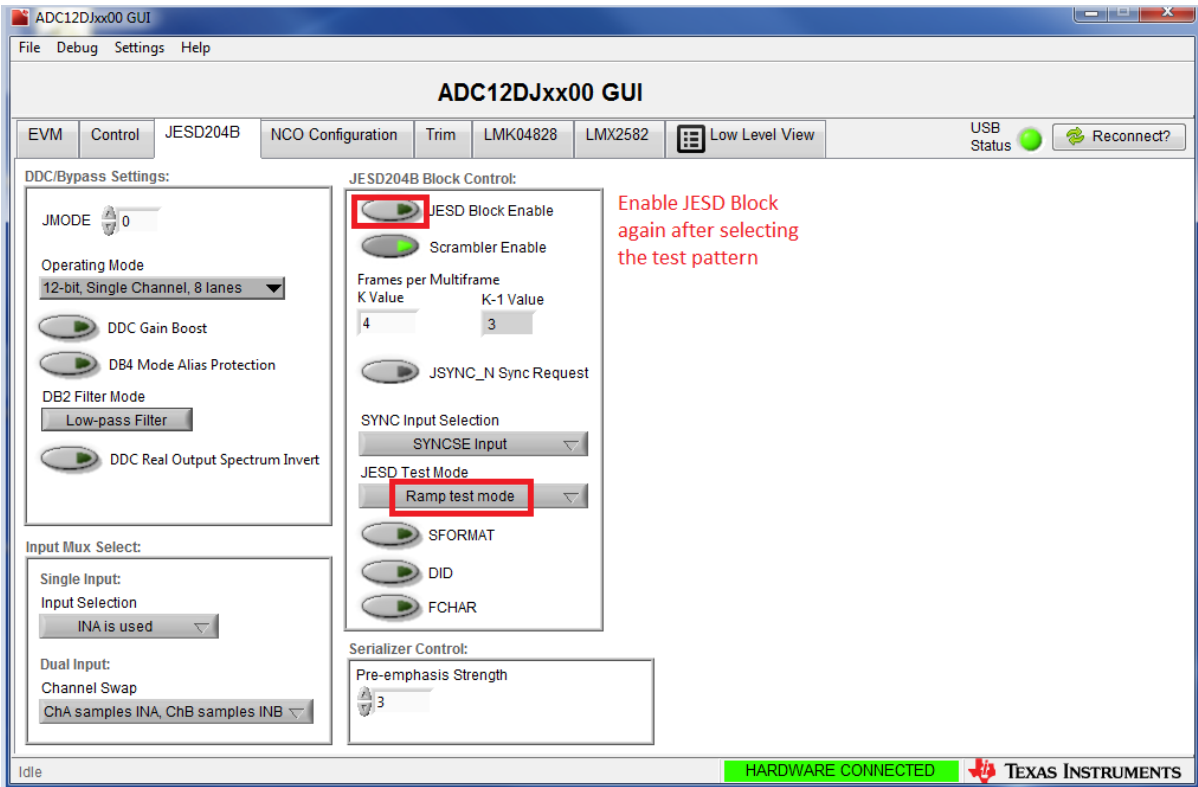 ADC12DJxx00 GUI
File Debug Settings Help
ADC12DJxx00 GUI
EVM Control JESD204B NCO Configuration Trim LMK04828 LMX2582 Low Level View
USB
Status
Reconnect?
DDC/Bypass Settings:
JMODE 0
Operating Mode
12-bit, Single Channel, 8 lanes
DDC Gain Boost
DB4 Mode Alias Protection
DB2 Filter Mode
Low-pass Filter
DDC Real Output Spectrum Invert
Input Mux Select:
Single Input:
Input Selection
INA is used
Dual Input:
Channel Swap
ChA samples INA, ChB samples INB
JESD204B Block Control:
JESD Block Enable
Scrambler Enable
Frames per Multiframe
K Value K-1 Value
4 3
JSYNC_N Sync Request
SYNC Input Selection
SYNCSE Input
JESD Test Mode
Ramp test mode
SFORMAT
DID
FCHAR
Serializer Control:
Pre-emphasis Strength
3
Enable JESD Block
again after selecting
the test pattern
Idle
HARDWARE CONNECTED
TEXAS INSTRUMENTS